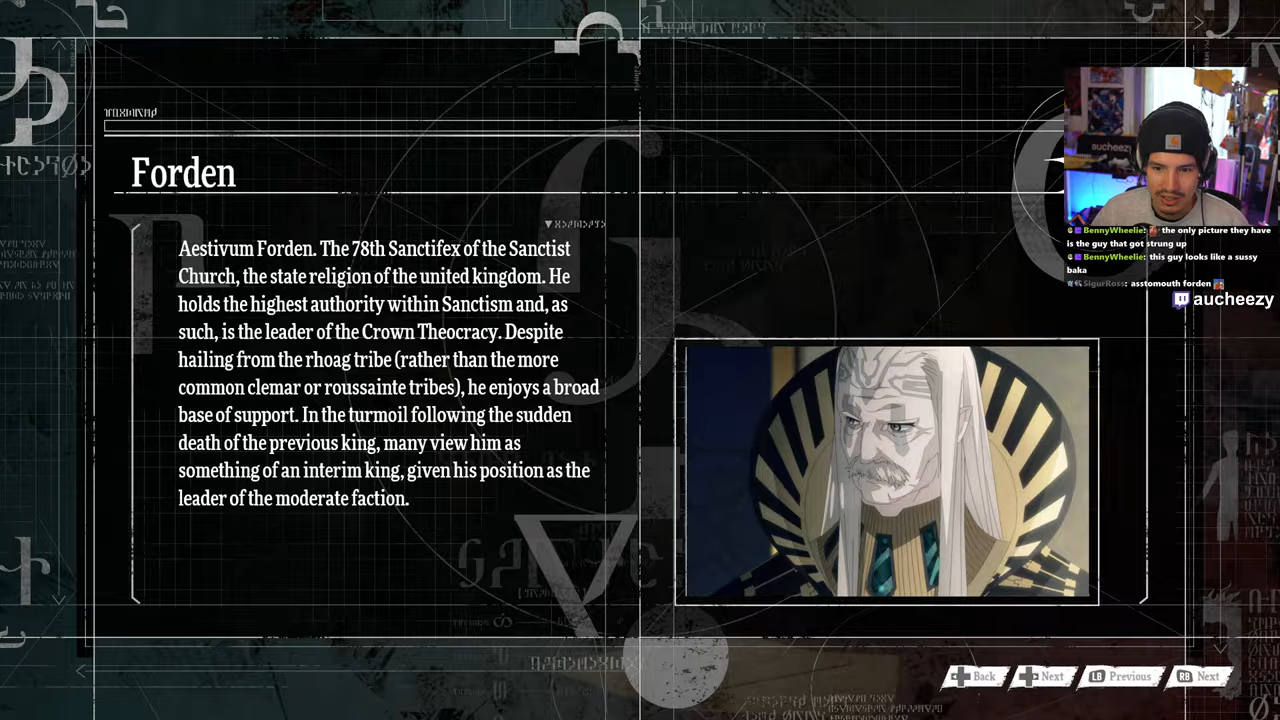 Forden
Aestivum Forden. The 78th Sanctifex of the Sanctist
Church, the state religion of the united kingdom. He
holds the highest authority within Sanctism and, as
such, is the leader of the Crown Theocracy. Despite
hailing from the rhoag tribe (rather than the more
common clemar or roussainte tribes), he enjoys a broad
base of support. In the turmoil following the sudden
death of the previous king, many view him as
something of an interim king, given his position as the
leader of the moderate faction.
aucheezy
BennyWheelie: the only picture they have
is the guy that got strung up
BennyWheelie: this guy looks like a sussy
baka
SigurRoss: asstomouth forden
aucheezy
Back
Next
LB Previous
RB Next